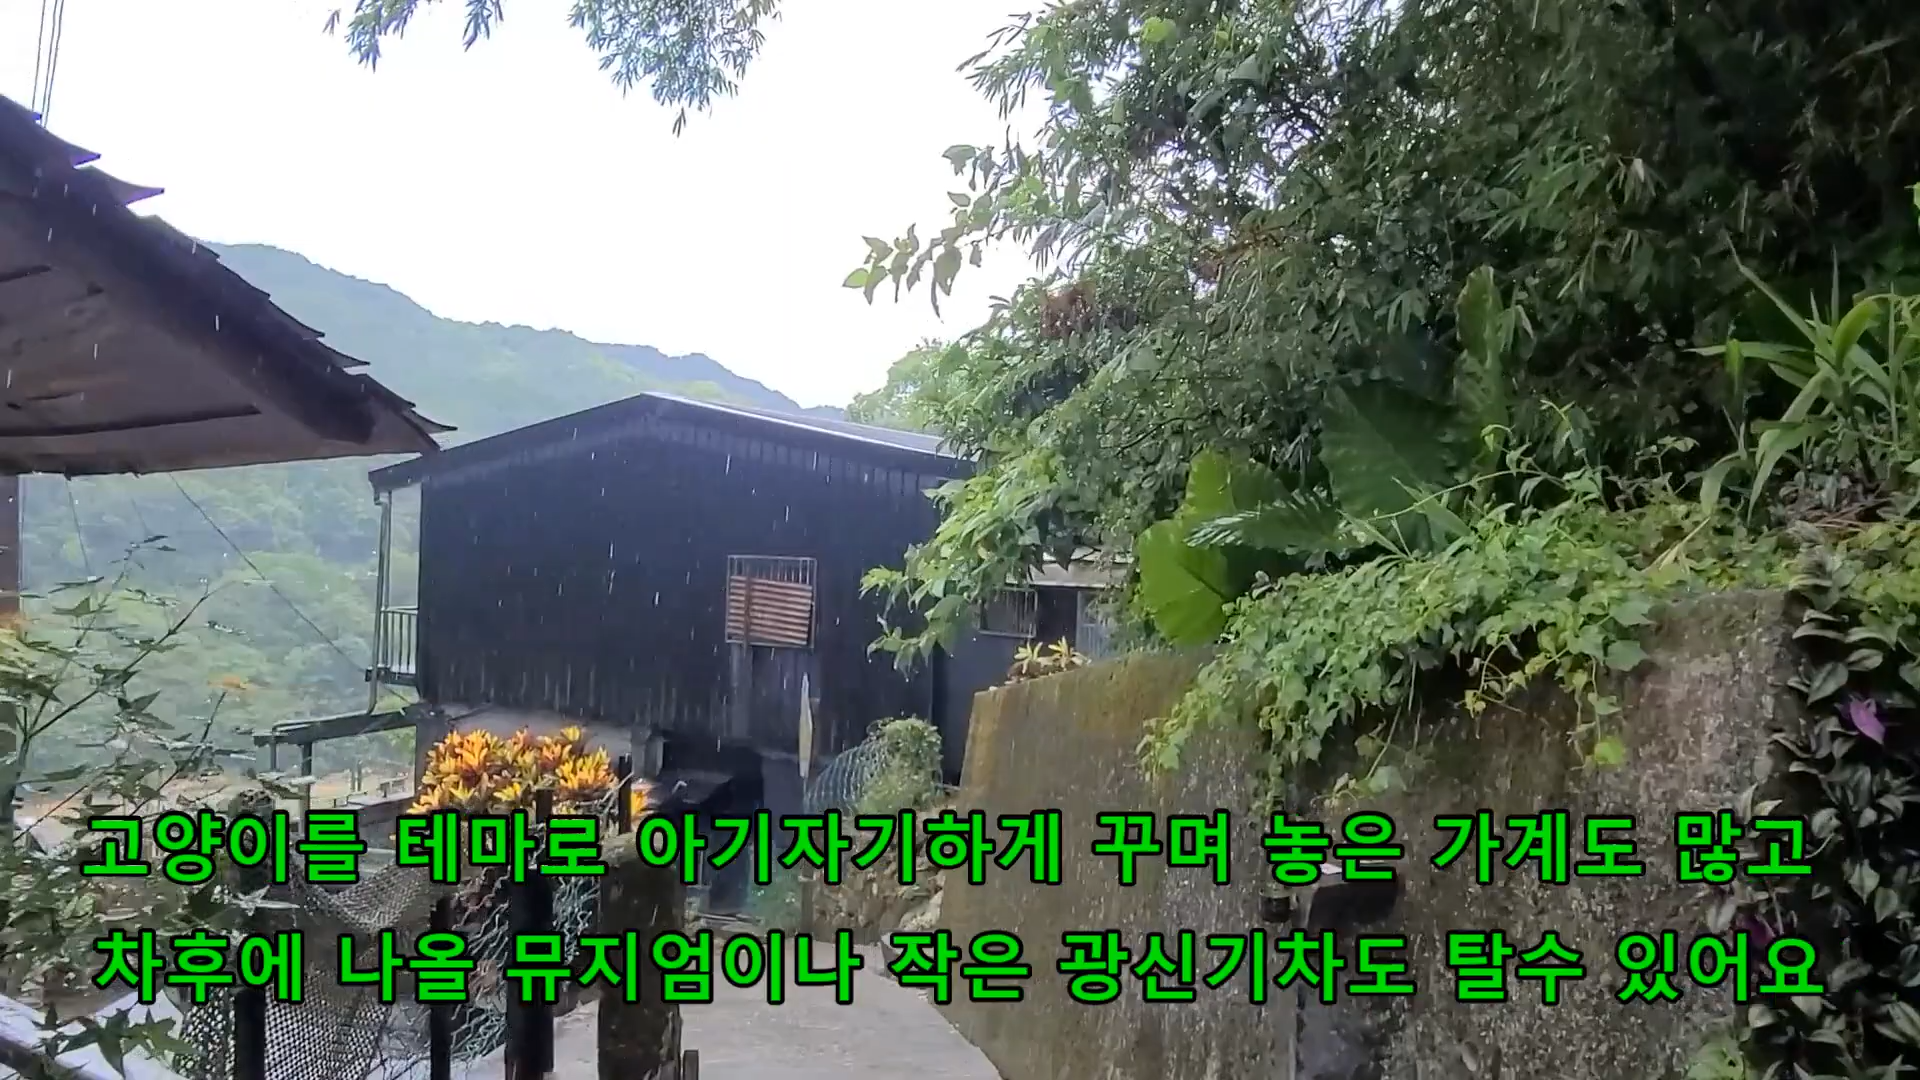 고양이를 테마로 아기자기하게 꾸며 놓은 가계도 많고
차후에 나올 뮤지엄이나 작은 광신기차도 탈수 있어요